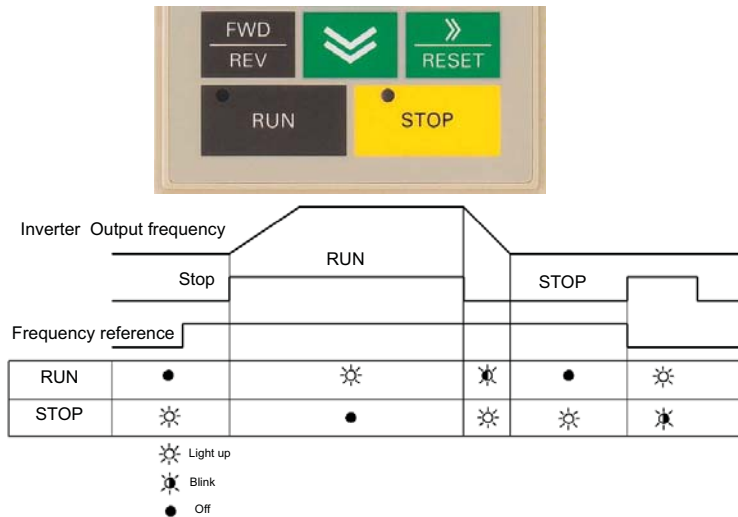 FWD
REV
RESET
RUN
STOP
Inverter Output frequency
RUN
Stop
STOP
Frequency reference
RUN
STOP
Light up
Blink
Off